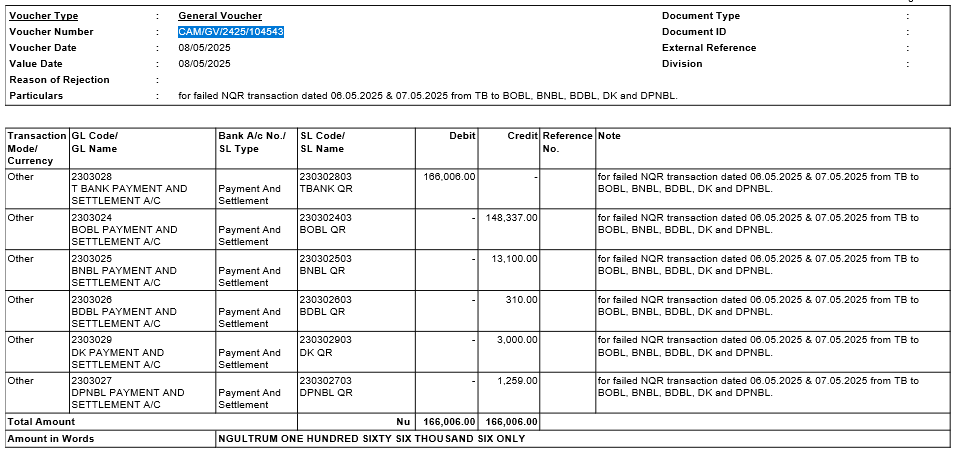 Voucher Type : General Voucher Document Type :
Voucher Number : CAM/GV/2425/104543 Document ID :
Voucher Date : 08/05/2025 External Reference :
Value Date : 08/05/2025 Division :
Reason of Rejection :
Particulars : for failed NQR transaction dated 06.05.2025 & 07.05.2025 from TB to BOBL, BNBL, BDBL, DK and DPNBL.
Transaction GL Code/ Bank A/c No./ SL Code/ Debit Credit Reference Note
Mode/ GL Name SL Type SL Name No.
Currency
Other 2303028 230302803 166,006.00 - for failed NQR transaction dated 06.05.2025 & 07.05.2025 from TB to
T BANK PAYMENT AND Payment And TBANK QR BOBL, BNBL, BDBL, DK and DPNBL.
SETTLEMENT A/C Settlement
Other 2303024 230302403 - 148,337.00 for failed NQR transaction dated 06.05.2025 & 07.05.2025 from TB to
BOBL PAYMENT AND Payment And BOBL QR BOBL, BNBL, BDBL, DK and DPNBL.
SETTLEMENT A/C Settlement
Other 2303025 230302503 - 13,100.00 for failed NQR transaction dated 06.05.2025 & 07.05.2025 from TB to
BNBL PAYMENT AND Payment And BNBL QR BOBL, BNBL, BDBL, DK and DPNBL.
SETTLEMENT A/C Settlement
Other 2303026 230302603 - 310.00 for failed NQR transaction dated 06.05.2025 & 07.05.2025 from TB to
BDBL PAYMENT AND Payment And BDBL QR BOBL, BNBL, BDBL, DK and DPNBL.
SETTLEMENT A/C Settlement
Other 2303029 230302903 - 3,000.00 for failed NQR transaction dated 06.05.2025 & 07.05.2025 from TB to
DK PAYMENT AND Payment And DK QR BOBL, BNBL, BDBL, DK and DPNBL.
SETTLEMENT A/C Settlement
Other 2303027 230302703 - 1,259.00 for failed NQR transaction dated 06.05.2025 & 07.05.2025 from TB to
DPNBL PAYMENT AND Payment And DPNBL QR BOBL, BNBL, BDBL, DK and DPNBL.
SETTLEMENT A/C Settlement
Total Amount Nu 166,006.00 166,006.00
Amount in Words NGULTRUM ONE HUNDRED SIXTY SIX THOUSAND SIX ONLY